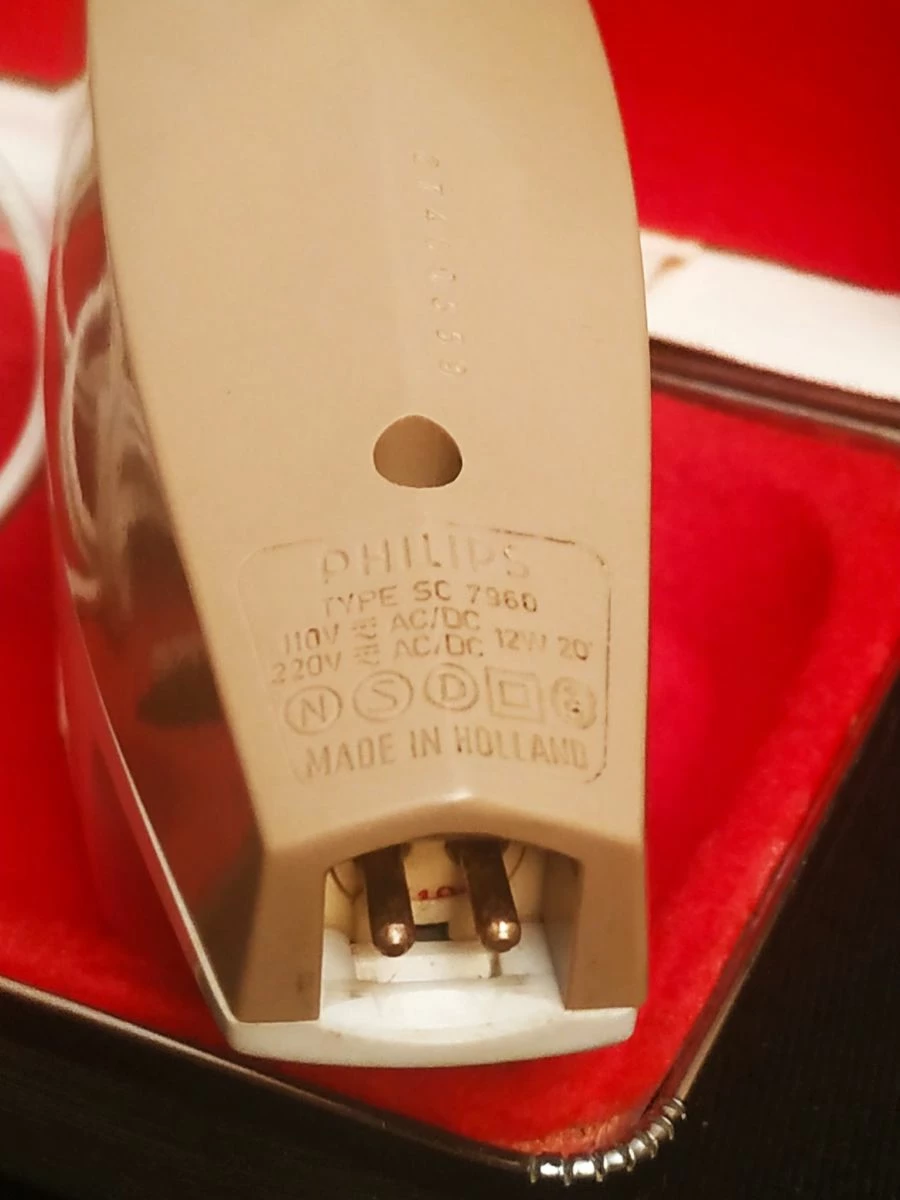 PHILIPS
TYPE SC 7960
110V AC/DC
220V AC/DC 12W 20'
N S D
MADE IN HOLLAND